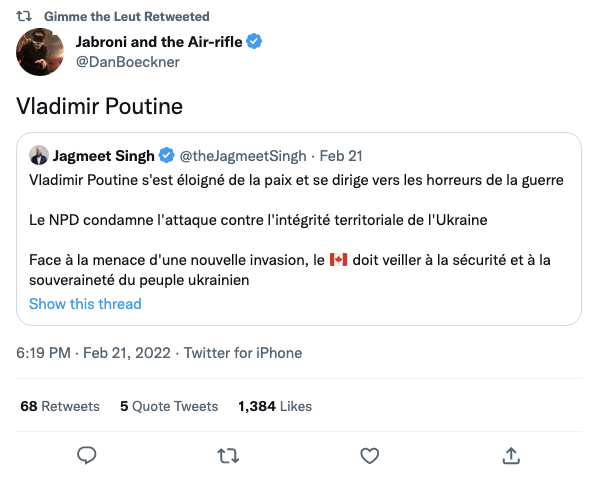 Gimme the Leut Retweeted
Jabroni and the Air-rifle
@DanBoeckner
Vladimir Poutine
Jagmeet Singh @theJagmeetSingh · Feb 21
Vladimir Poutine s'est éloigné de la paix et se dirige vers les horreurs de la guerre
Le NPD condamne l'attaque contre l'intégrité territoriale de l'Ukraine
Face à la menace d'une nouvelle invasion, le 🇨🇦 doit veiller à la sécurité et à la
souveraineté du peuple ukrainien
Show this thread
6:19 PM · Feb 21, 2022 · Twitter for iPhone
68 Retweets 5 Quote Tweets 1,384 Likes